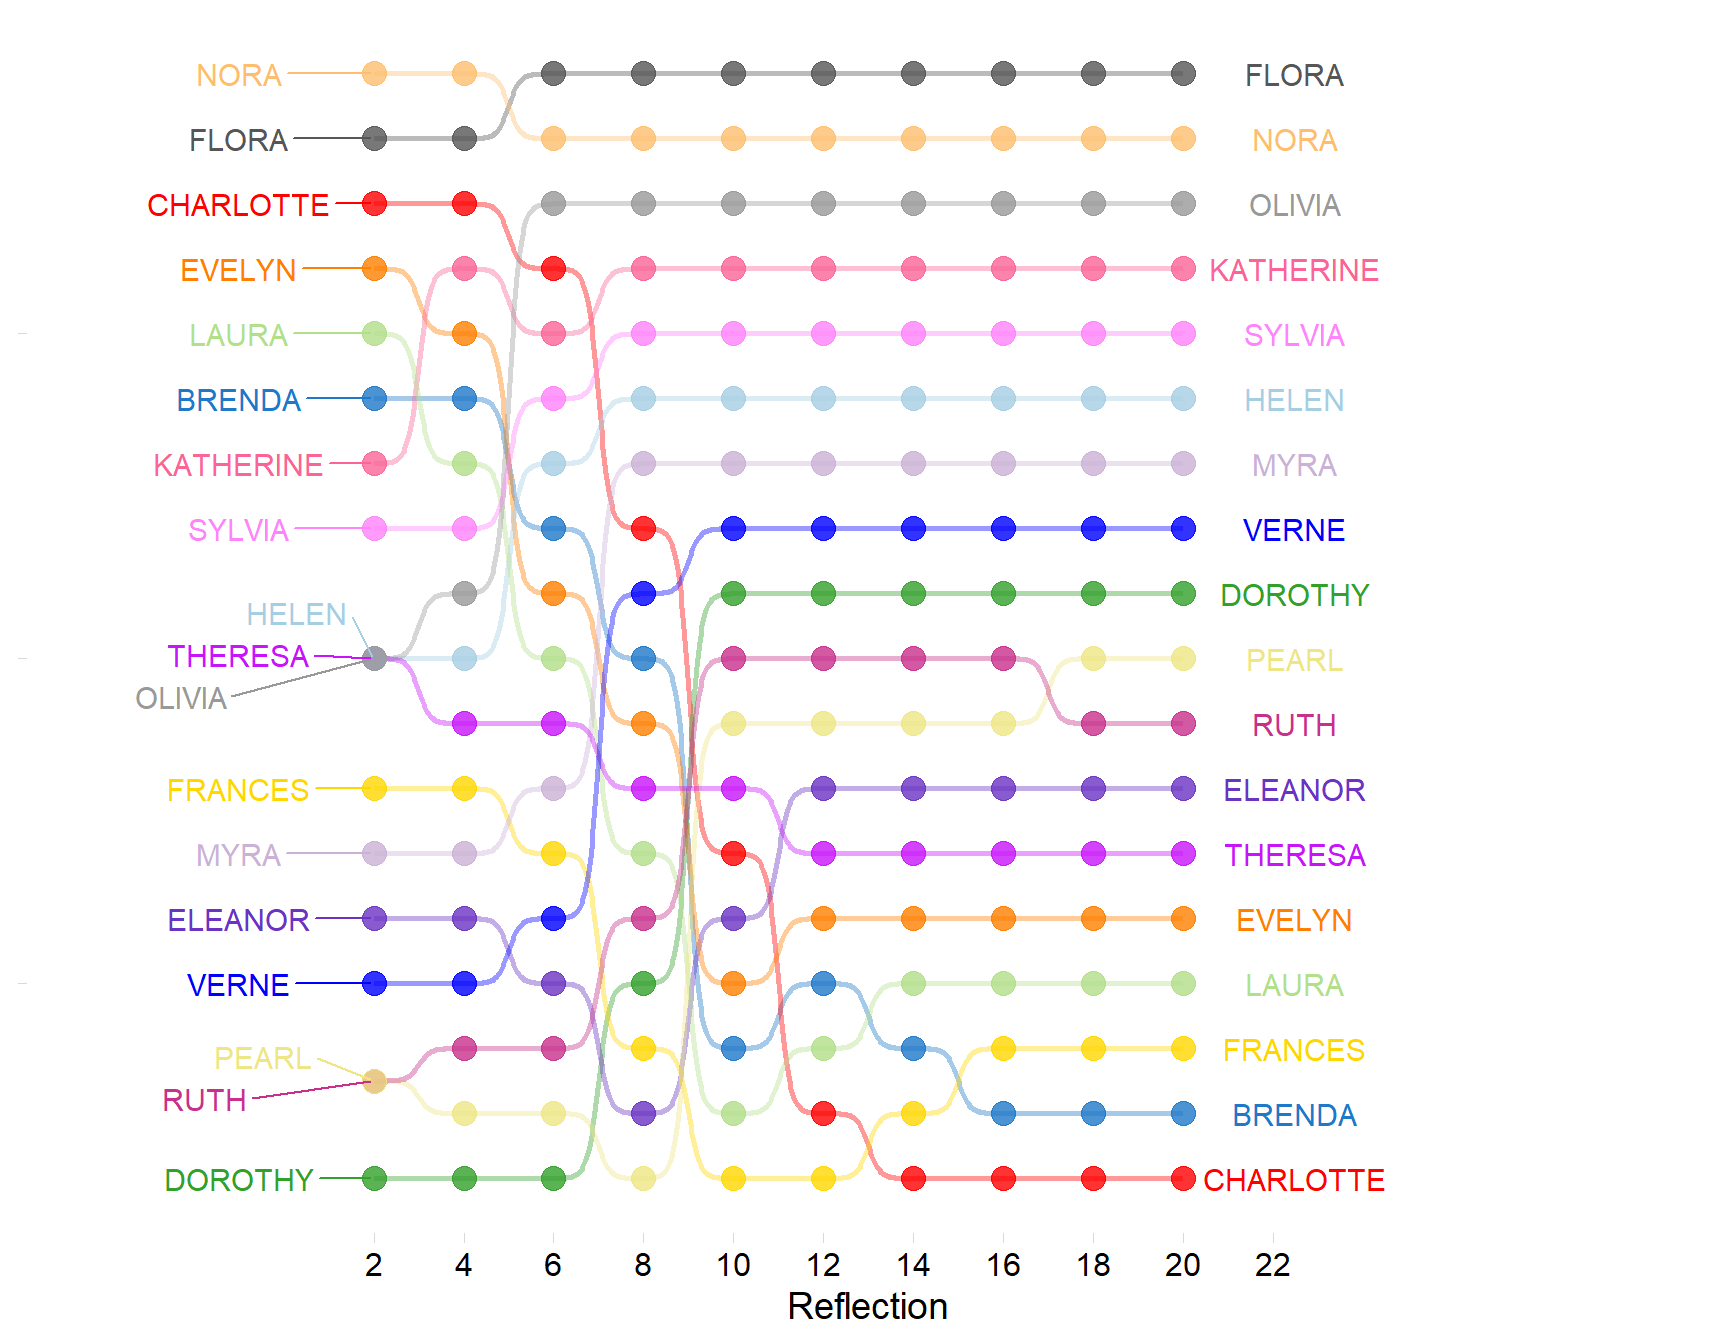 NORA
FLORA
CHARLOTTE
EVELYN
LAURA
BRENDA
KATHERINE
SYLVIA
HELEN
THERESA
OLIVIA
FRANCES
MYRA
ELEANOR
VERNE
PEARL
RUTH
DOROTHY
FLORA
NORA
OLIVIA
KATHERINE
SYLVIA
HELEN
MYRA
VERNE
DOROTHY
PEARL
RUTH
ELEANOR
THERESA
EVELYN
LAURA
FRANCES
BRENDA
CHARLOTTE
2 4 6 8 10 12 14 16 18 20 22
Reflection